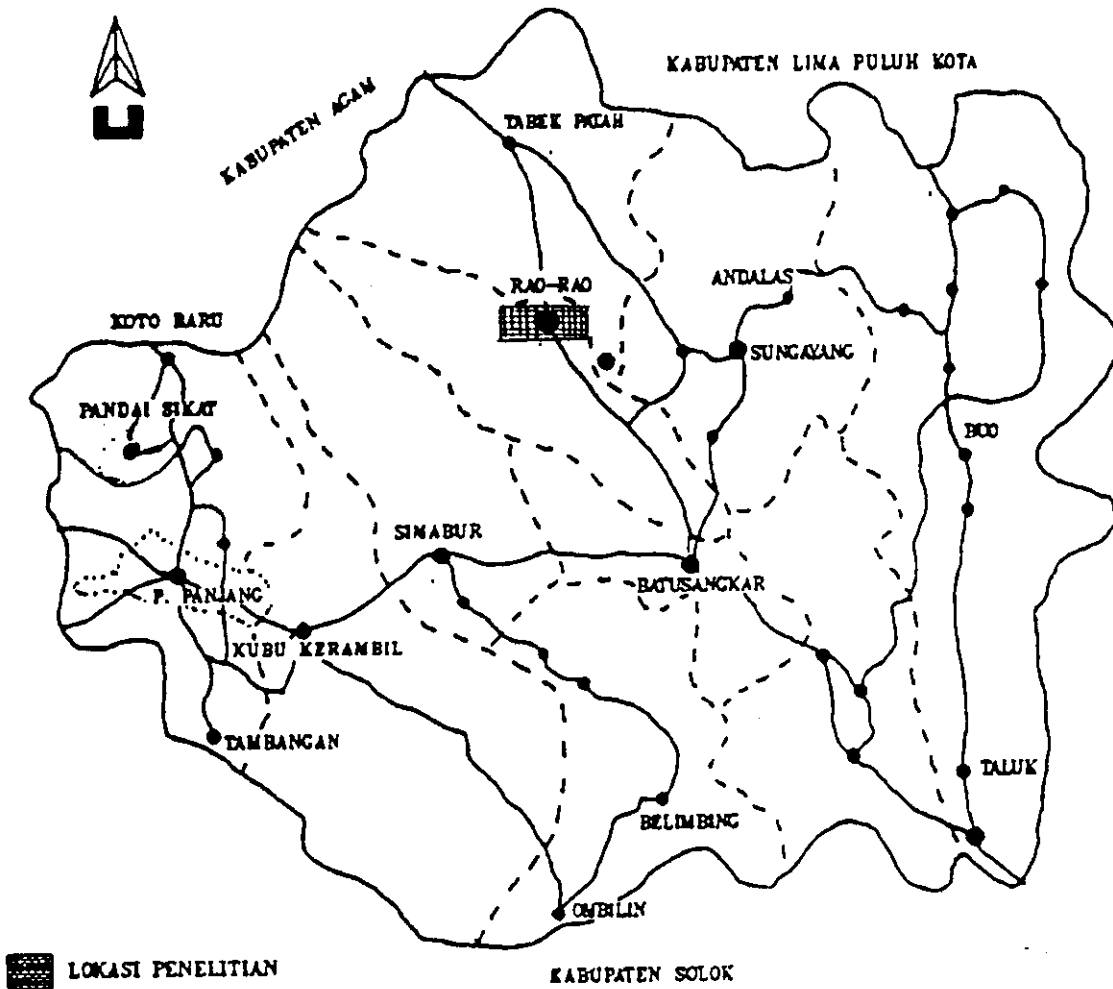 KABUPATEN LIMA PULUH KOTA
KABUPATEN AGAM
TABEK PATAH
ANDALAS
RAO-RAO
KOTO BARU
SUNGAYANG
PANDAI SIKAT
BUO
SIMABUR
BATUSANGKAR
P. PANJANG
KUBU KERAMBIL
TAMBANGAN
TALUK
BELIMBING
OMBILIN
LOKASI PENELITIAN
KABUPATEN SOLOK